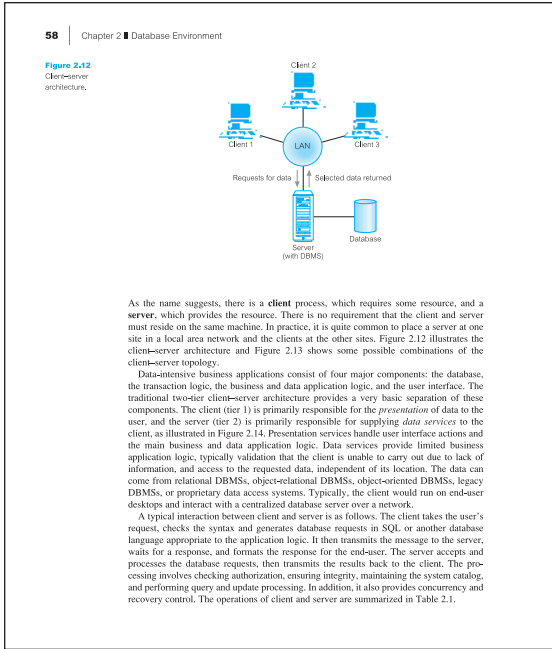 58 Chapter 2 Database Environment
Figure 2.12
Client–server
architecture.
Client 2
Client 1
LAN
Client 3
Requests for data
Selected data returned
Server
(with DBMS)
Database
As the name suggests, there is a client process, which requires some resource, and a
server, which provides the resource. There is no requirement that the client and server
must reside on the same machine. In practice, it is quite common to place a server at one
site in a local area network and the clients at the other sites. Figure 2.12 illustrates the
client–server architecture and Figure 2.13 shows some possible combinations of the
client–server topology.
Data-intensive business applications consist of four major components: the database,
the transaction logic, the business and data application logic, and the user interface. The
traditional two-tier client–server architecture provides a very basic separation of these
components. The client (tier 1) is primarily responsible for the presentation of data to the
user, and the server (tier 2) is primarily responsible for supplying data services to the
client, as illustrated in Figure 2.14. Presentation services handle user interface actions and
the main business and data application logic. Data services provide limited business
application logic, typically validation that the client is unable to carry out due to lack of
information, and access to the requested data, independent of its location. The data can
come from relational DBMSs, object-relational DBMSs, object-oriented DBMSs, legacy
DBMSs, or proprietary data access systems. Typically, the client would run on end-user
desktops and interact with a centralized database server over a network.
A typical interaction between client and server is as follows. The client takes the user's
request, checks the syntax and generates database requests in SQL or another database
language appropriate to the application logic. It then transmits the message to the server,
waits for a response, and formats the response for the end-user. The server accepts and
processes the database requests, then transmits the results back to the client. The pro-
cessing involves checking authorization, ensuring integrity, maintaining the system catalog,
and performing query and update processing. In addition, it also provides concurrency and
recovery control. The operations of client and server are summarized in Table 2.1.